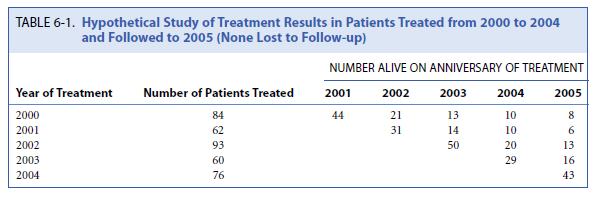 TABLE 6-1. Hypothetical Study of Treatment Results in Patients Treated from 2000 to 2004
and Followed to 2005 (None Lost to Follow-up)
NUMBER ALIVE ON ANNIVERSARY OF TREATMENT
Year of Treatment Number of Patients Treated 2001 2002 2003 2004 2005
2000 84 44 21 13 10 8
2001 62 31 14 10 6
2002 93 50 20 13
2003 60 29 16
2004 76 43